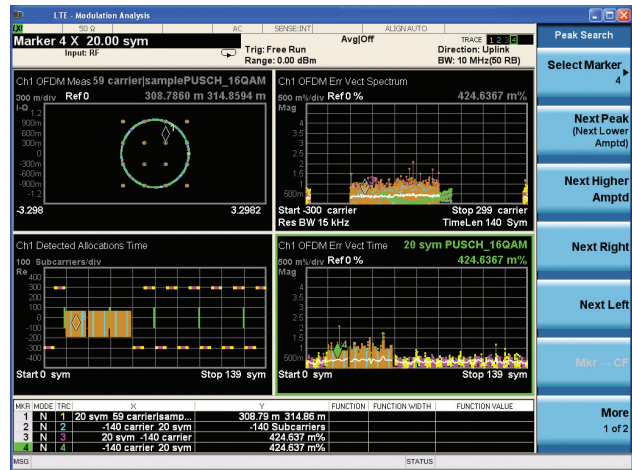 LTE - Modulation Analysis
LXI 50 Ω AC SENSE:INT ALIGNAUTO
Marker 4 X 20.00 sym
Input: RF
Trig: Free Run
Range: 0.00 dBm
Avg|Off
TRACE 1 2 3 4
Direction: Uplink
BW: 10 MHz(50 RB)
Peak Search
Select Marker
4
Next Peak
(Next Lower
Amptd)
Next Higher
Amptd
Next Right
Next Left
Mkr → CF
More
1 of 2
Ch1 OFDM Meas 59 carrier|samplePUSCH_16QAM
300 m/div Ref 0 308.7860 m 314.8594 m
I-Q
1.2
900m
600m
300m
0
-300m
-600m
-900m
-1.2
1
-3.298 3.2982
Ch1 OFDM Err Vect Spectrum
500 m%/div Ref 0 % 424.6367 m%
Mag
4
3.5
3
2.5
2
1.5
1
500m
Start -300 carrier Stop 299 carrier
Res BW 15 kHz TimeLen 140 Sym
Ch1 Detected Allocations Time
100 Subcarriers/div
Re
400
300
200
100
0
-100
-200
-300
-400
Start 0 sym Stop 139 sym
Ch1 OFDM Err Vect Time 20 sym PUSCH_16QAM
500 m%/div Ref 0 % 424.6367 m%
Mag
4
3.5
3
2.5
2
1.5
1
500m
4
Start 0 sym Stop 139 sym
MKR MODE TRC X Y FUNCTION FUNCTION WIDTH FUNCTION VALUE
1 N 1 20 sym 59 carrier|samp... 308.79 m 314.86 m
2 N 2 -140 carrier 20 sym -140 Subcarriers
3 N 3 20 sym -140 carrier 424.637 m%
4 N 4 -140 carrier 20 sym 424.637 m%
MSG STATUS